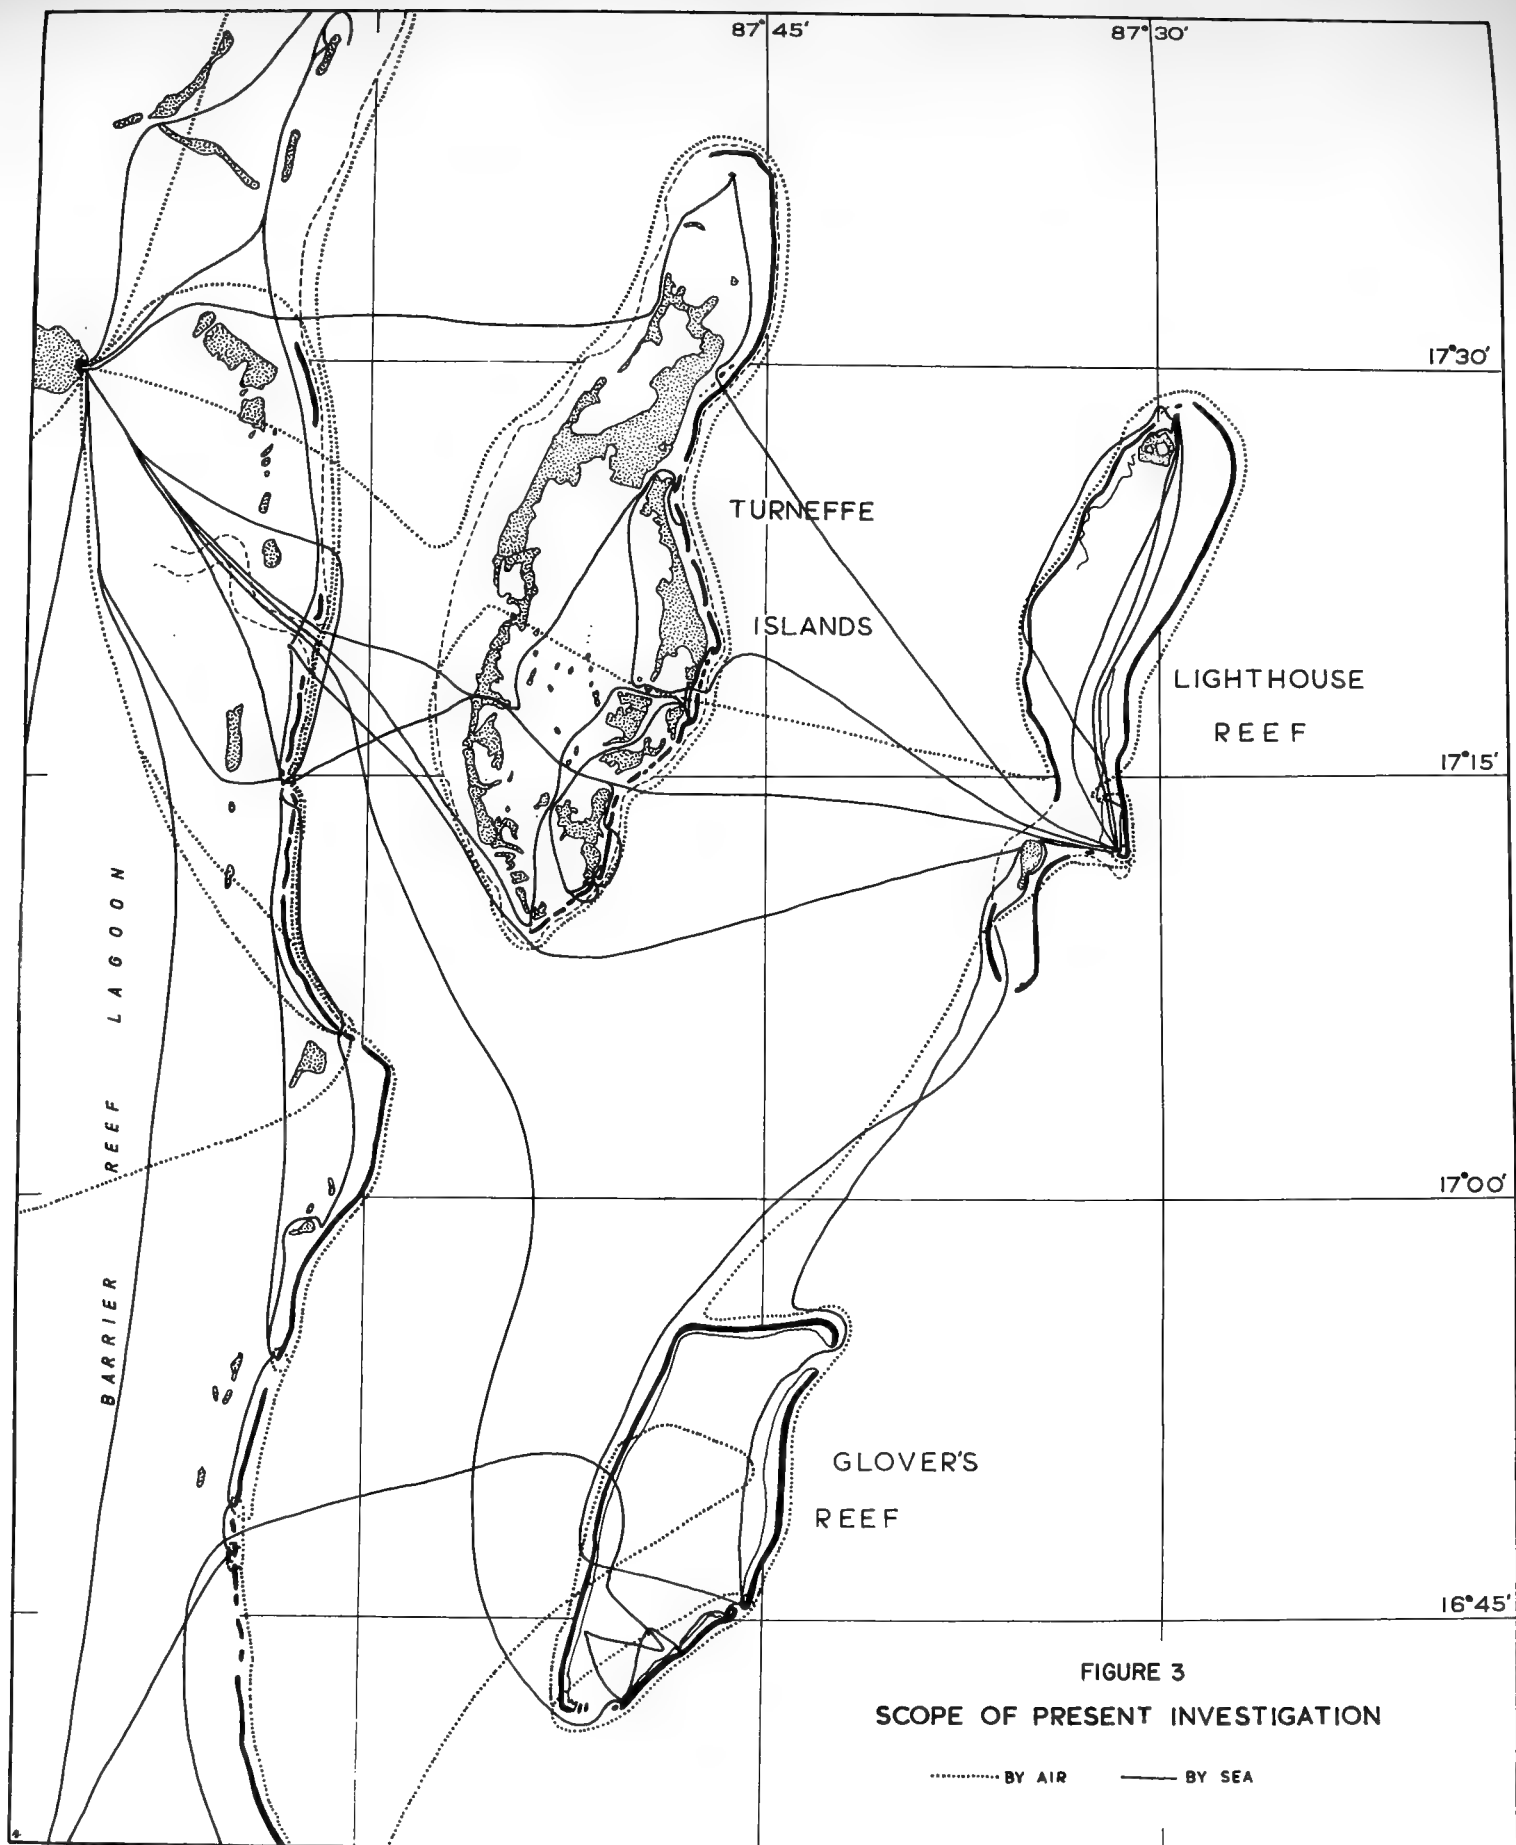 87°45'
87°30'
17°30'
TURNEFFE
ISLANDS
LIGHTHOUSE
REEF
17°15'
BARRIER REEF LAGOON
17°00'
GLOVER'S
REEF
16°45'
FIGURE 3
SCOPE OF PRESENT INVESTIGATION
BY AIR BY SEA